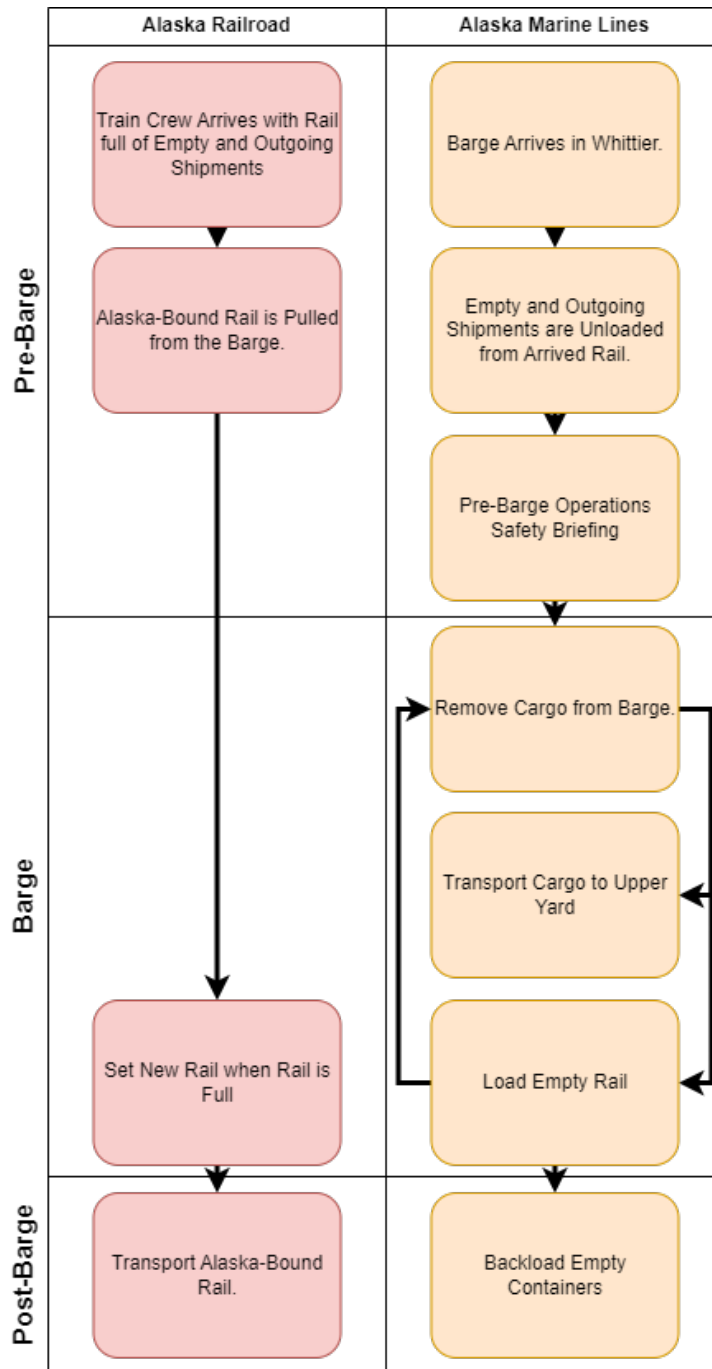 Alaska Railroad
Alaska Marine Lines
Pre-Barge
Train Crew Arrives with Rail
full of Empty and Outgoing
Shipments
Barge Arrives in Whittier.
Alaska-Bound Rail is Pulled
from the Barge.
Empty and Outgoing
Shipments are Unloaded
from Arrived Rail.
Pre-Barge Operations
Safety Briefing
Barge
Remove Cargo from Barge.
Transport Cargo to Upper
Yard
Set New Rail when Rail is
Full
Load Empty Rail
Post-Barge
Transport Alaska-Bound
Rail.
Backload Empty
Containers